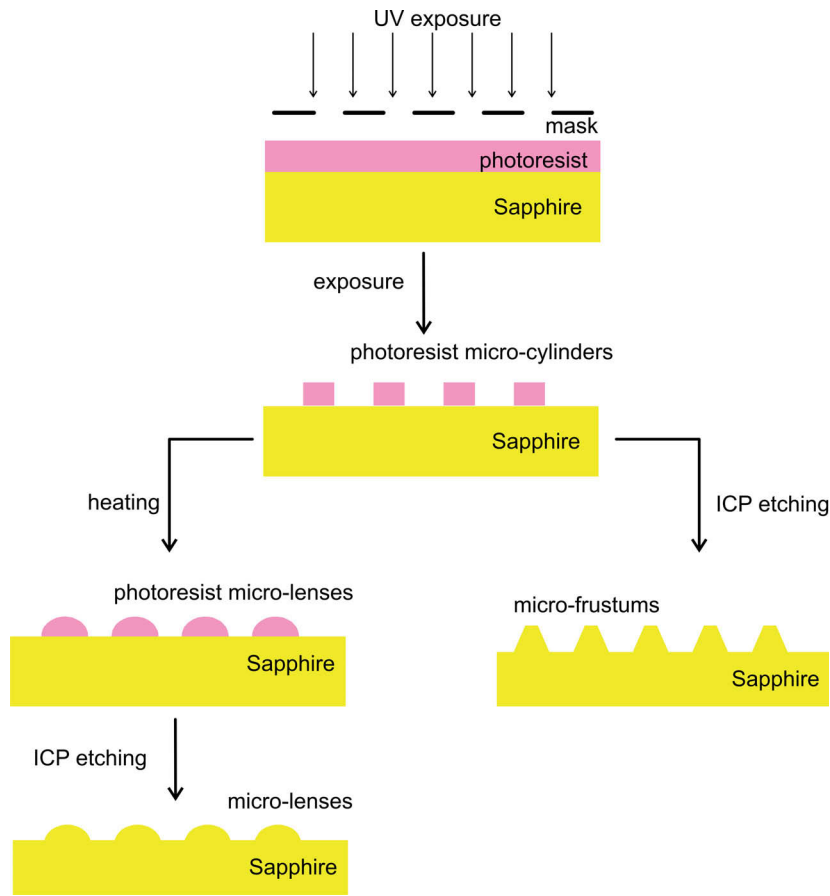 UV exposure
mask
photoresist
Sapphire
exposure
photoresist micro-cylinders
Sapphire
heating
ICP etching
photoresist micro-lenses
Sapphire
micro-frustums
Sapphire
ICP etching
micro-lenses
Sapphire